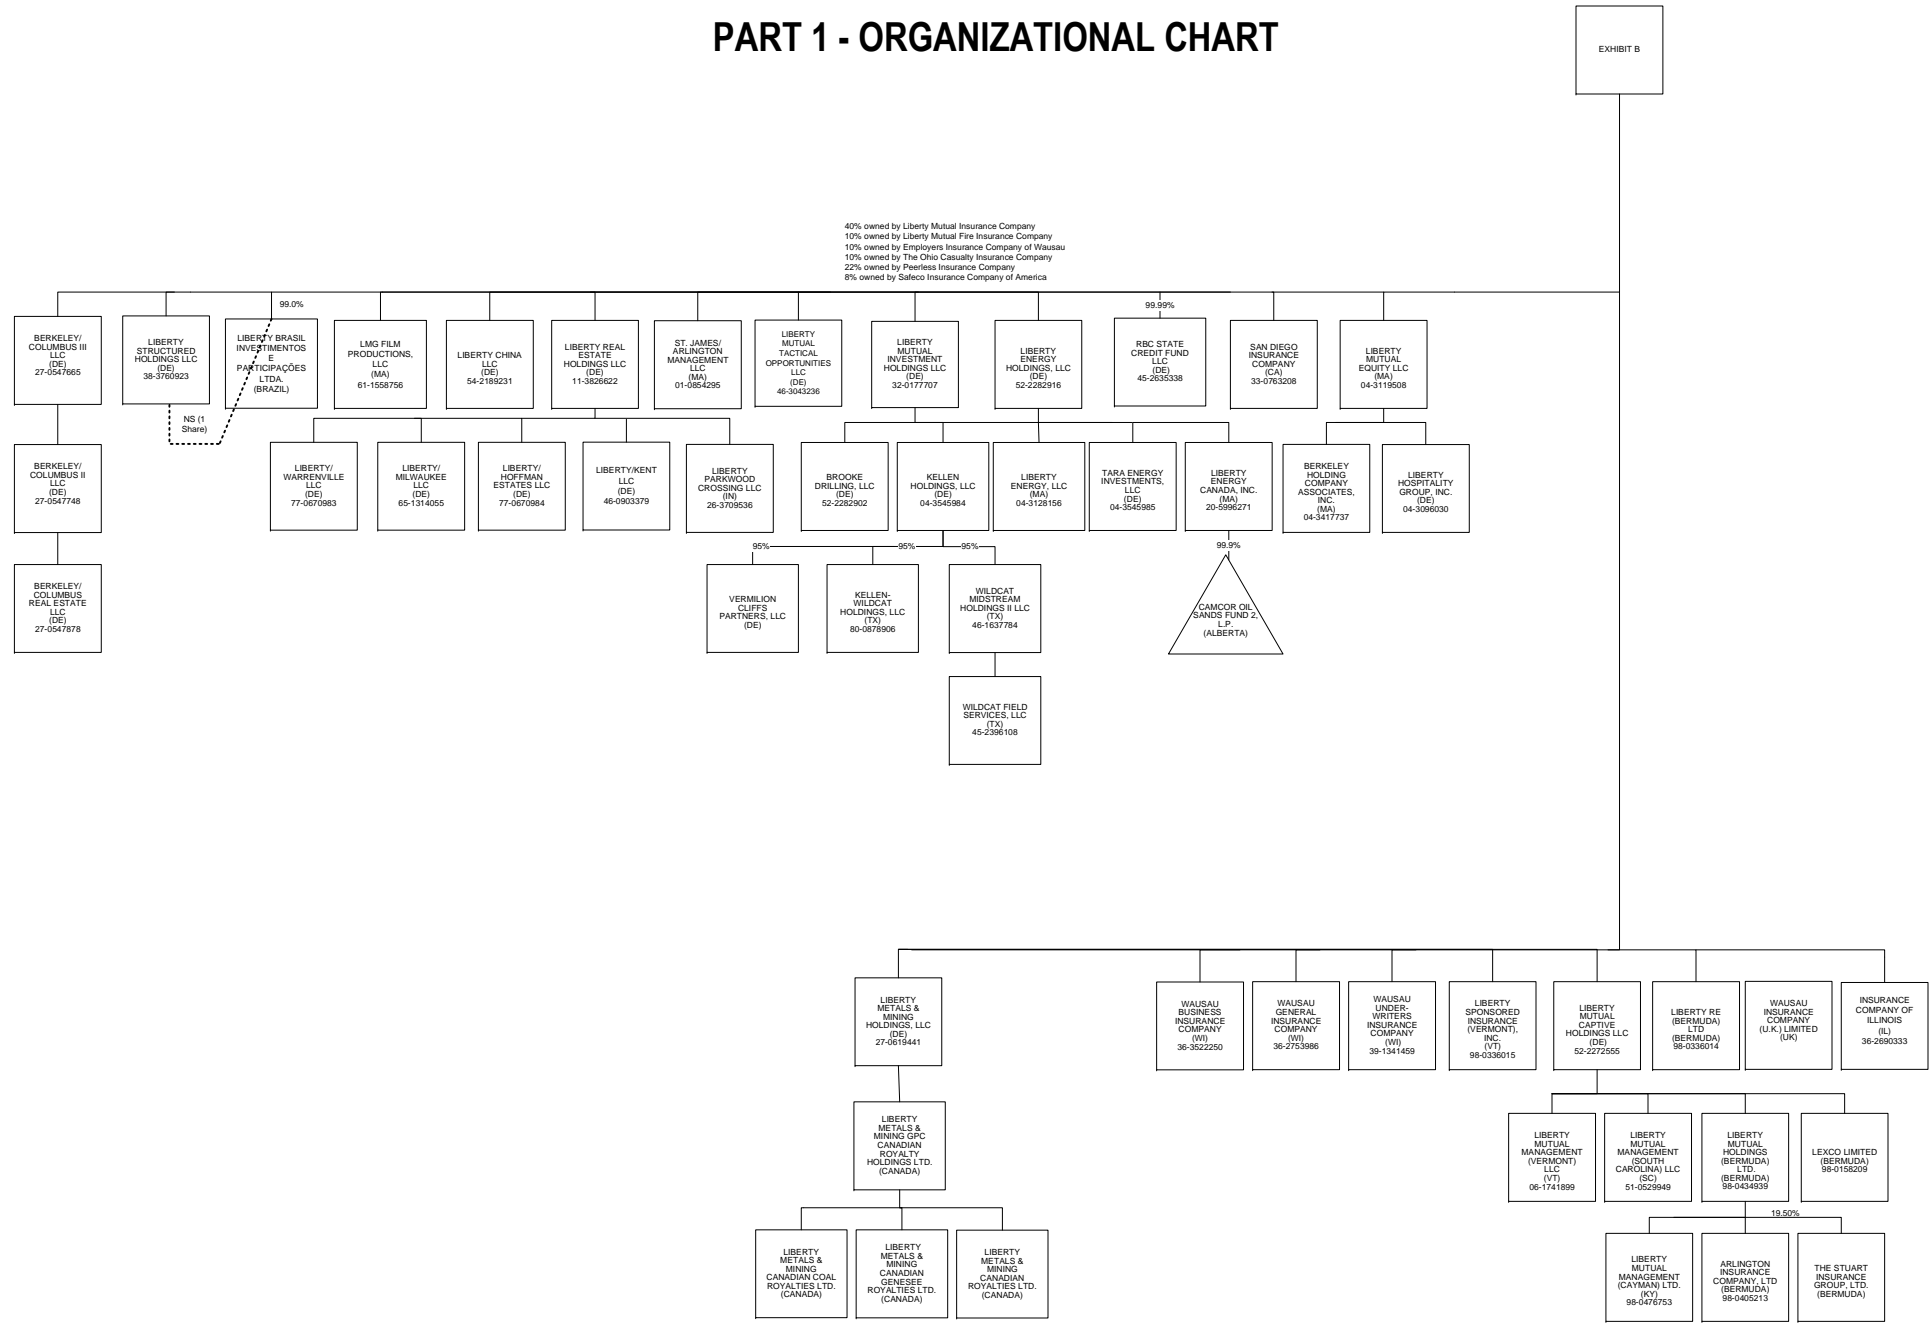 PART 1 - ORGANIZATIONAL CHART
EXHIBIT B
40% owned by Liberty Mutual Insurance Company
10% owned by Liberty Mutual Fire Insurance Company
10% owned by Employers Insurance Company of Wausau
10% owned by The Ohio Casualty Insurance Company
22% owned by Peerless Insurance Company
8% owned by Safeco Insurance Company of America
99.0%
99.99%
BERKELEY/
COLUMBUS III
LLC
(DE)
27-0547665
LIBERTY
STRUCTURED
HOLDINGS LLC
(DE)
38-3760923
LIBERTY BRASIL
INVESTIMENTOS
E
PARTICIPAÇÕES
LTDA.
(BRAZIL)
LMG FILM
PRODUCTIONS,
LLC
(MA)
61-1558756
LIBERTY CHINA
LLC
(DE)
54-2189231
LIBERTY REAL
ESTATE
HOLDINGS LLC
(DE)
11-3826622
ST. JAMES/
ARLINGTON
MANAGEMENT
LLC
(MA)
01-0854295
LIBERTY
MUTUAL
TACTICAL
OPPORTUNITIES
LLC
(DE)
46-3043236
LIBERTY
MUTUAL
INVESTMENT
HOLDINGS LLC
(DE)
32-0177707
LIBERTY
ENERGY
HOLDINGS, LLC
(DE)
52-2282916
RBC STATE
CREDIT FUND
LLC
(DE)
45-2635338
SAN DIEGO
INSURANCE
COMPANY
(CA)
33-0763208
LIBERTY
MUTUAL
EQUITY LLC
(MA)
04-3119508
NS (1
Share)
BERKELEY/
COLUMBUS II
LLC
(DE)
27-0547748
LIBERTY/
WARRENVILLE
LLC
(DE)
77-0670983
LIBERTY/
MILWAUKEE
LLC
(DE)
65-1314055
LIBERTY/
HOFFMAN
ESTATES LLC
(DE)
77-0670984
LIBERTY/KENT
LLC
(DE)
46-0903379
LIBERTY
PARKWOOD
CROSSING LLC
(IN)
26-3709536
BROOKE
DRILLING, LLC
(DE)
52-2282902
KELLEN
HOLDINGS, LLC
(DE)
04-3545984
LIBERTY
ENERGY, LLC
(MA)
04-3128156
TARA ENERGY
INVESTMENTS,
LLC
(DE)
04-3545985
LIBERTY
ENERGY
CANADA, INC.
(MA)
20-5996271
BERKELEY
HOLDING
COMPANY
ASSOCIATES,
INC.
(MA)
04-3417737
LIBERTY
HOSPITALITY
GROUP, INC.
(DE)
04-3096030
95%
95%
95%
99.9%
BERKELEY/
COLUMBUS
REAL ESTATE
LLC
(DE)
27-0547878
VERMILION
CLIFFS
PARTNERS, LLC
(DE)
KELLEN-
WILDCAT
HOLDINGS, LLC
(TX)
80-0878906
WILDCAT
MIDSTREAM
HOLDINGS II LLC
(TX)
46-1637784
CAMCOR OIL
SANDS FUND 2,
L.P.
(ALBERTA)
WILDCAT FIELD
SERVICES, LLC
(TX)
45-2396108
LIBERTY
METALS &
MINING
HOLDINGS, LLC
(DE)
27-0619441
WAUSAU
BUSINESS
INSURANCE
COMPANY
(WI)
36-3522250
WAUSAU
GENERAL
INSURANCE
COMPANY
(WI)
36-2753986
WAUSAU
UNDER-
WRITERS
INSURANCE
COMPANY
(WI)
39-1341459
LIBERTY
SPONSORED
INSURANCE
(VERMONT),
INC.
(VT)
98-0336015
LIBERTY
MUTUAL
CAPTIVE
HOLDINGS LLC
(DE)
52-2272555
LIBERTY RE
(BERMUDA)
LTD
(BERMUDA)
98-0336014
WAUSAU
INSURANCE
COMPANY
(U.K.) LIMITED
(UK)
INSURANCE
COMPANY OF
ILLINOIS
(IL)
36-2690333
LIBERTY
METALS &
MINING GPC
CANADIAN
ROYALTY
HOLDINGS LTD.
(CANADA)
LIBERTY
MUTUAL
MANAGEMENT
(VERMONT)
LLC
(VT)
06-1741899
LIBERTY
MUTUAL
MANAGEMENT
(SOUTH
CAROLINA) LLC
(SC)
51-0529949
LIBERTY
MUTUAL
HOLDINGS
(BERMUDA)
LTD.
(BERMUDA)
98-0434939
LEXCO LIMITED
(BERMUDA)
98-0158209
19.50%
LIBERTY
METALS &
MINING
CANADIAN COAL
ROYALTIES LTD.
(CANADA)
LIBERTY
METALS &
MINING
CANADIAN
GENESEE
ROYALTIES LTD.
(CANADA)
LIBERTY
METALS &
MINING
CANADIAN
ROYALTIES LTD.
(CANADA)
LIBERTY
MUTUAL
MANAGEMENT
(CAYMAN) LTD.
(KY)
98-0476753
ARLINGTON
INSURANCE
COMPANY, LTD
(BERMUDA)
98-0405213
THE STUART
INSURANCE
GROUP, LTD.
(BERMUDA)